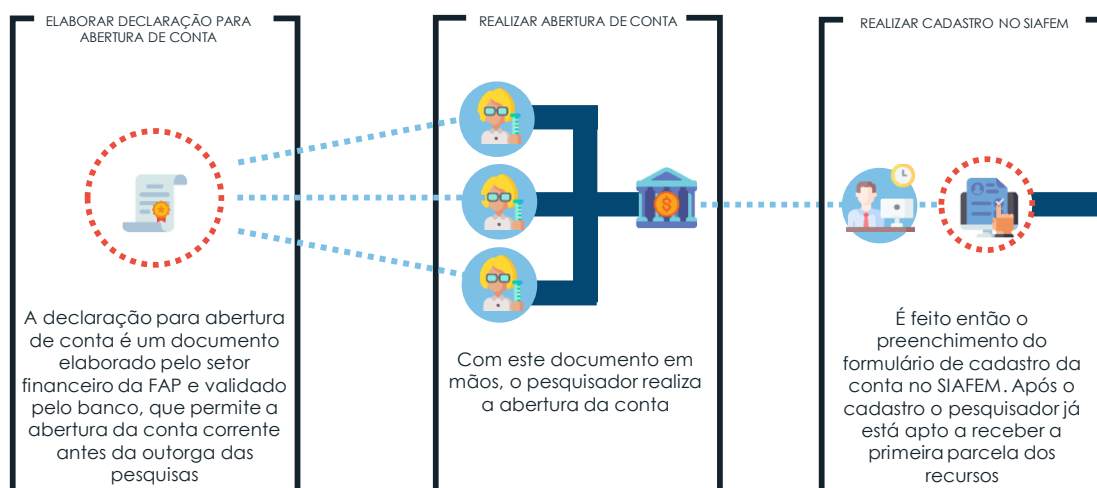 ELABORAR DECLARAÇÃO PARA
ABERTURA DE CONTA
A declaração para abertura
de conta é um documento
elaborado pelo setor
financeiro da FAP e validado
pelo banco, que permite a
abertura da conta corrente
antes da outorga das
pesquisas
REALIZAR ABERTURA DE CONTA
Com este documento em
mãos, o pesquisador realiza
a abertura da conta
REALIZAR CADASTRO NO SIAFEM
É feito então o
preenchimento do
formulário de cadastro da
conta no SIAFEM. Após o
cadastro o pesquisador já
está apto a receber a
primeira parcela dos
recursos